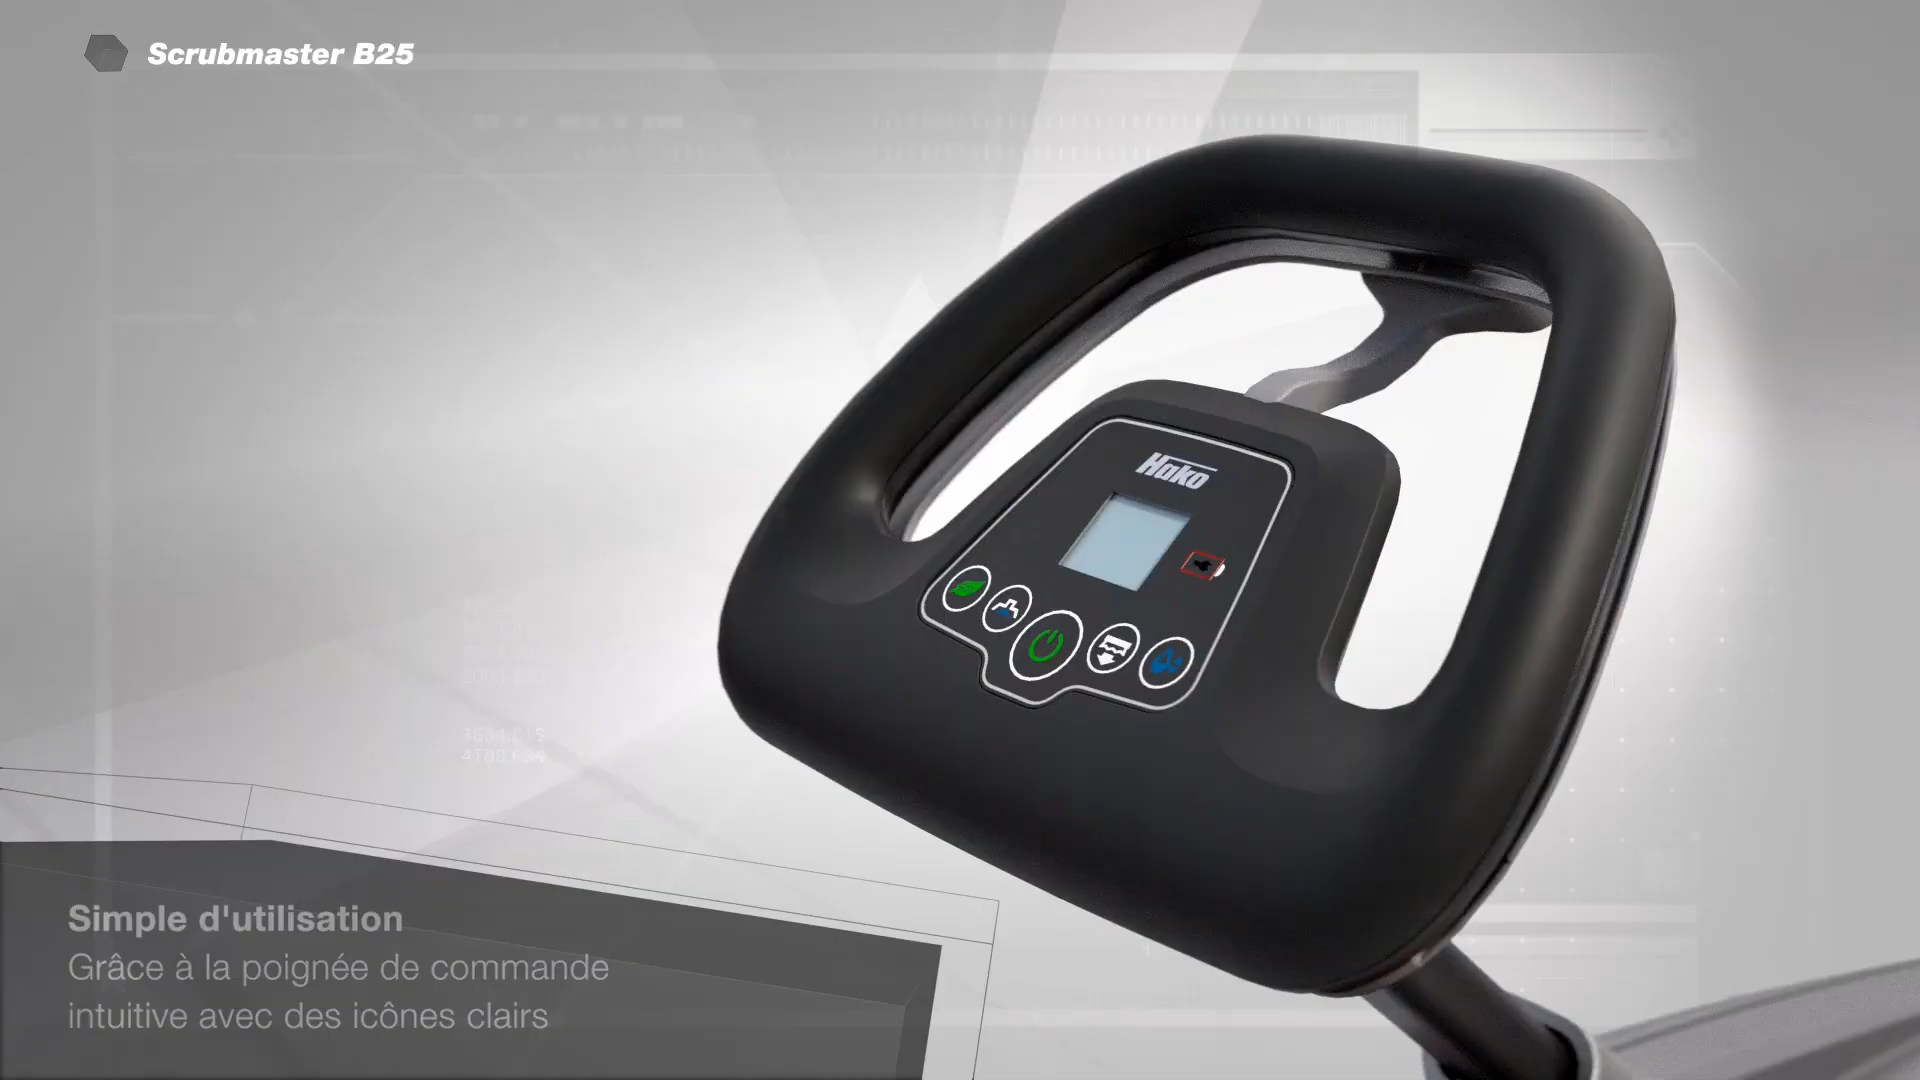 Scrubmaster B25
Hako
Simple d'utilisation
Grâce à la poignée de commande
intuitive avec des icônes clairs